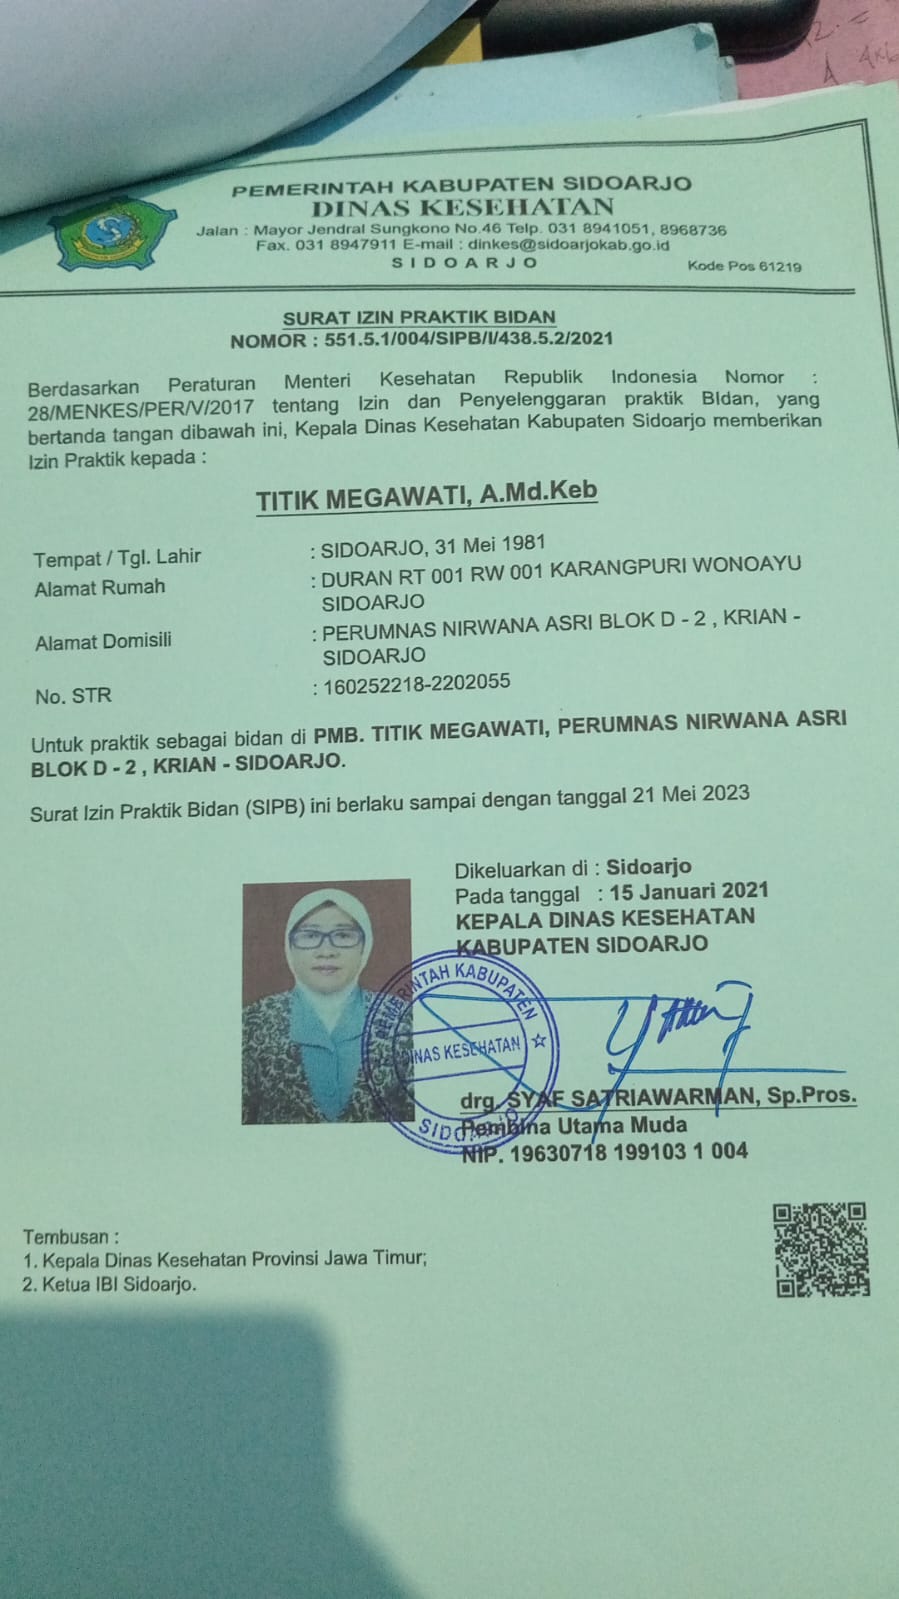 PEMERINTAH KABUPATEN SIDOARJO
DINAS KESEHATAN
Jalan : Mayor Jendral Sungkono No.46 Telp. 031 8941051, 8968736
Fax. 031 8947911 E-mail : dinkes@sidoarjokab.go.id
S I D O A R J O
Kode Pos 61219
SURAT IZIN PRAKTIK BIDAN
NOMOR : 551.5.1/004/SIPB/I/438.5.2/2021
Berdasarkan Peraturan Menteri Kesehatan Republik Indonesia Nomor :
28/MENKES/PER/V/2017 tentang Izin dan Penyelenggaran praktik BIdan, yang
bertanda tangan dibawah ini, Kepala Dinas Kesehatan Kabupaten Sidoarjo memberikan
Izin Praktik kepada :
TITIK MEGAWATI, A.Md.Keb
Tempat / Tgl. Lahir : SIDOARJO, 31 Mei 1981
Alamat Rumah : DURAN RT 001 RW 001 KARANGPURI WONOAYU
SIDOARJO
Alamat Domisili : PERUMNAS NIRWANA ASRI BLOK D - 2 , KRIAN -
SIDOARJO
No. STR : 160252218-2202055
Untuk praktik sebagai bidan di PMB. TITIK MEGAWATI, PERUMNAS NIRWANA ASRI
BLOK D - 2 , KRIAN - SIDOARJO.
Surat Izin Praktik Bidan (SIPB) ini berlaku sampai dengan tanggal 21 Mei 2023
Dikeluarkan di : Sidoarjo
Pada tanggal : 15 Januari 2021
KEPALA DINAS KESEHATAN
KABUPATEN SIDOARJO
PEMERINTAH KABUPATEN
DINAS KESEHATAN
SIDOARJO
drg. SYAF SATRIAWARMAN, Sp.Pros.
Pembina Utama Muda
NIP. 19630718 199103 1 004
Tembusan :
1. Kepala Dinas Kesehatan Provinsi Jawa Timur;
2. Ketua IBI Sidoarjo.